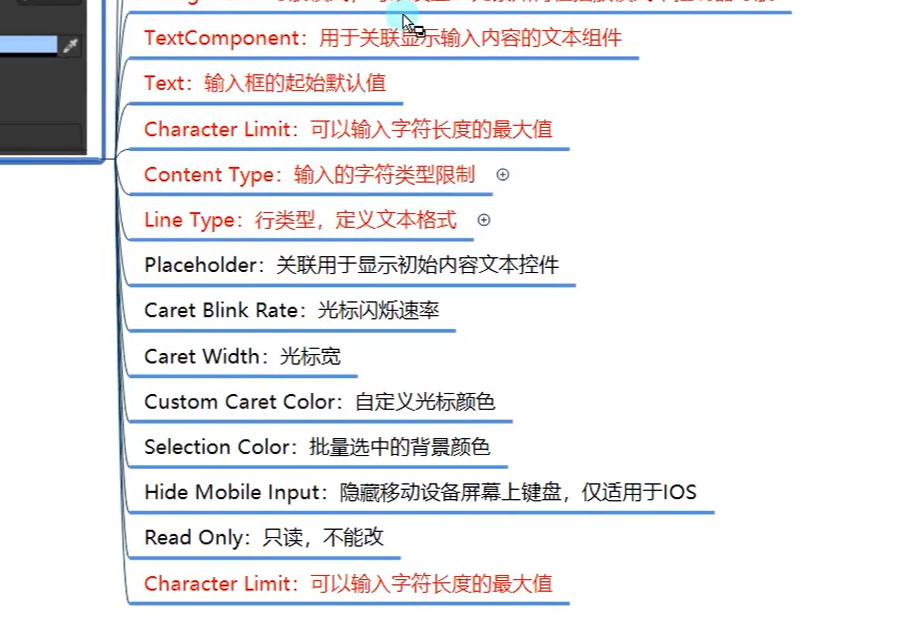 TextComponent：用于关联显示输入内容的文本组件
Text：输入框的起始默认值
Character Limit：可以输入字符长度的最大值
Content Type：输入的字符类型限制
Line Type：行类型，定义文本格式
Placeholder：关联用于显示初始内容文本控件
Caret Blink Rate：光标闪烁速率
Caret Width：光标宽
Custom Caret Color：自定义光标颜色
Selection Color：批量选中的背景颜色
Hide Mobile Input：隐藏移动设备屏幕上键盘，仅适用于IOS
Read Only：只读，不能改
Character Limit：可以输入字符长度的最大值